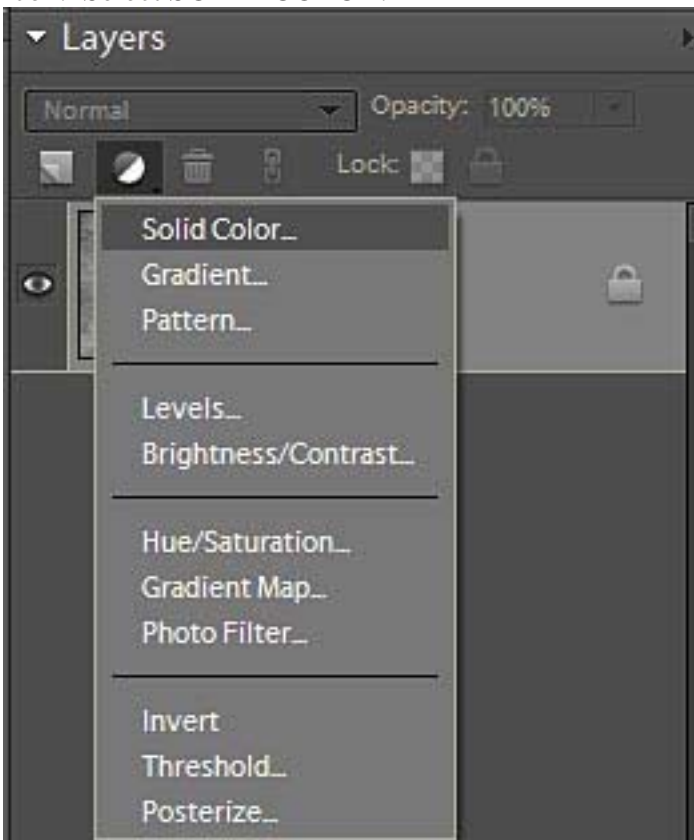 Layers
Normal Opacity: 100%
Lock:
Solid Color...
Gradient...
Pattern...
Levels...
Brightness/Contrast...
Hue/Saturation...
Gradient Map...
Photo Filter...
Invert
Threshold...
Posterize...